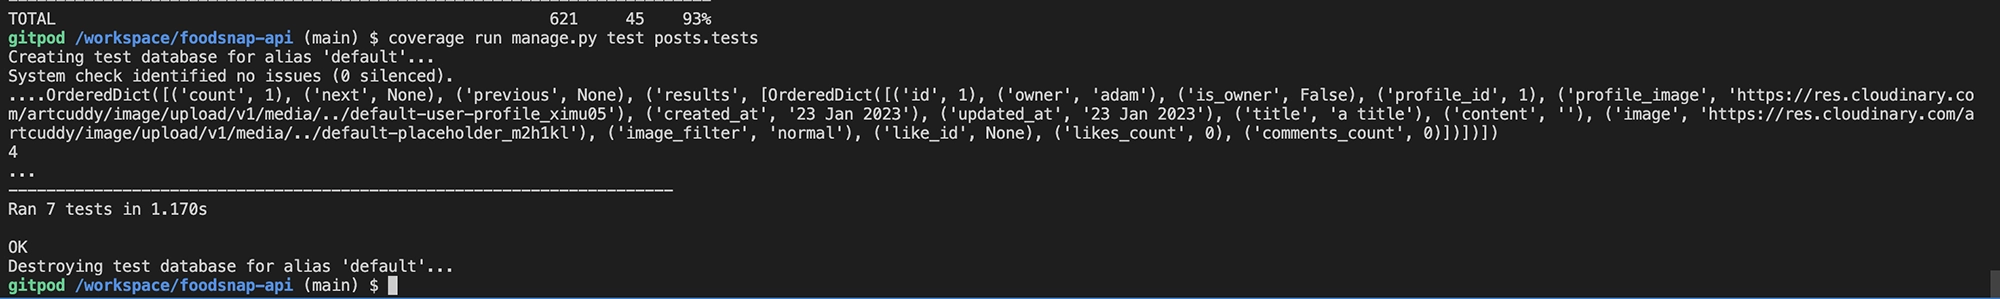 TOTAL 621 45 93%
gitpod /workspace/foodsnap-api (main) $ coverage run manage.py test posts.tests
Creating test database for alias 'default'...
System check identified no issues (0 silenced).
....OrderedDict([('count', 1), ('next', None), ('previous', None), ('results', [OrderedDict([('id', 1), ('owner', 'adam'), ('is_owner', False), ('profile_id', 1), ('profile_image', 'https://res.cloudinary.co
m/artcuddy/image/upload/v1/media/../default-user-profile_ximu05'), ('created_at', '23 Jan 2023'), ('updated_at', '23 Jan 2023'), ('title', 'a title'), ('content', ''), ('image', 'https://res.cloudinary.com/a
rtcuddy/image/upload/v1/media/../default-placeholder_m2h1kl'), ('image_filter', 'normal'), ('like_id', None), ('likes_count', 0), ('comments_count', 0)])])])
4
...
----------------------------------------------------------------------
Ran 7 tests in 1.170s
OK
Destroying test database for alias 'default'...
gitpod /workspace/foodsnap-api (main) $